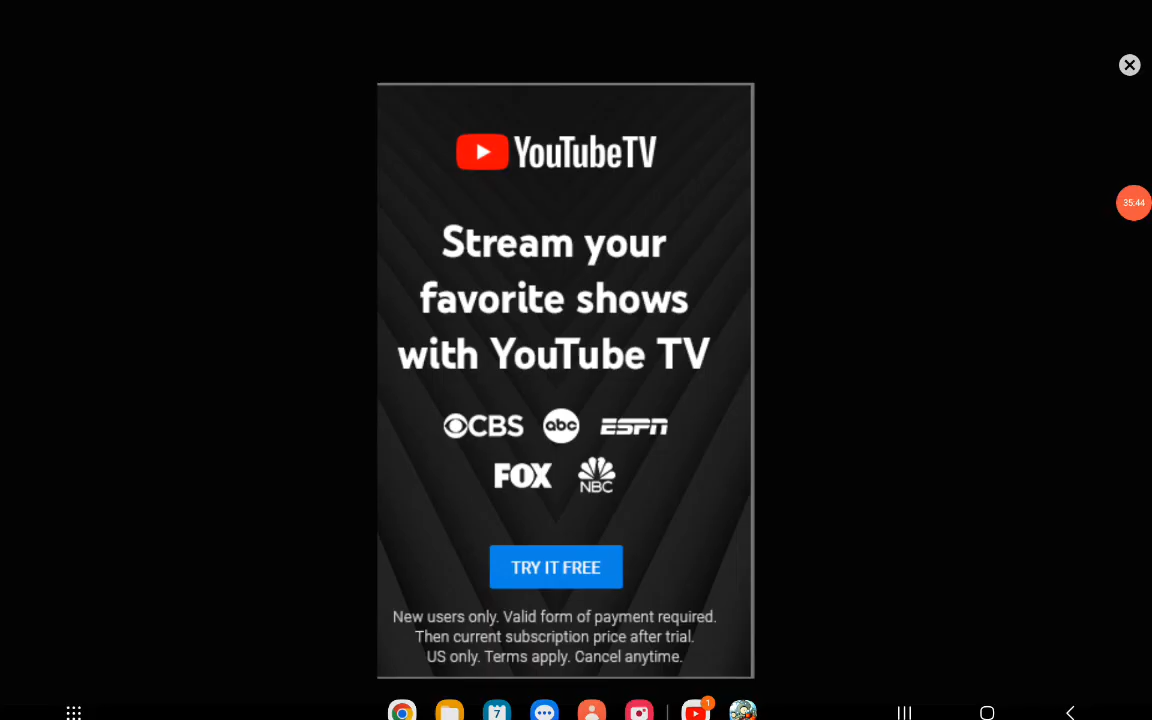 YouTubeTV
35:44
Stream your
favorite shows
with YouTube TV
CBS abc ESPN
FOX NBC
TRY IT FREE
New users only. Valid form of payment required.
Then current subscription price after trial.
US only. Terms apply. Cancel anytime.
7
1